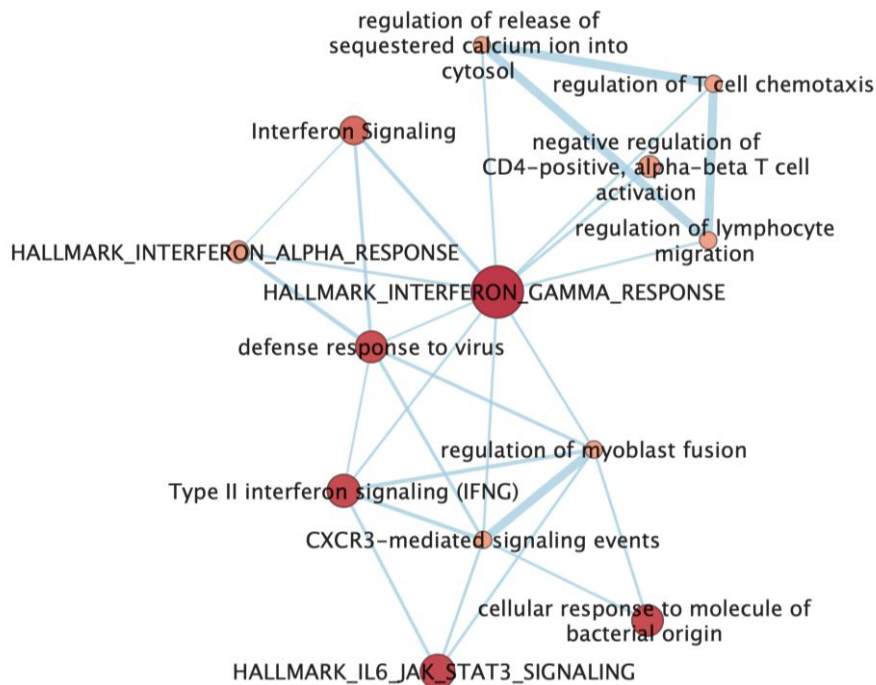 regulation of release of
sequestered calcium ion into
cytosol
regulation of T cell chemotaxis
Interferon Signaling
negative regulation of
CD4-positive, alpha-beta T cell
activation
regulation of lymphocyte
migration
HALLMARK_INTERFERON_ALPHA_RESPONSE
HALLMARK_INTERFERON_GAMMA_RESPONSE
defense response to virus
regulation of myoblast fusion
Type II interferon signaling (IFNG)
CXCR3-mediated signaling events
cellular response to molecule of
bacterial origin
HALLMARK_IL6_JAK_STAT3_SIGNALING